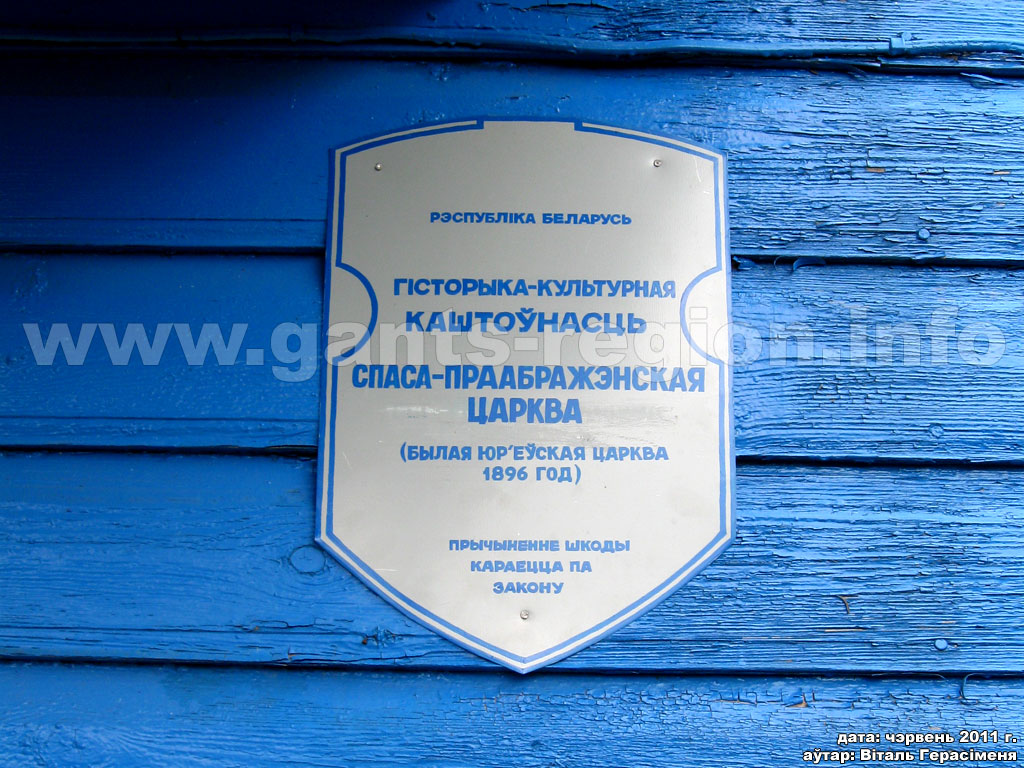 РЭСПУБЛІКА БЕЛАРУСЬ
ГІСТОРЫКА-КУЛЬТУРНАЯ
КАШТОЎНАСЦЬ
www.gants-region.info
СПАСА-ПРААБРАЖЭНСКАЯ
ЦАРКВА
(БЫЛАЯ ЮР'ЕЎСКАЯ ЦАРКВА
1896 ГОД)
ПРЫЧЫНЕННЕ ШКОДЫ
КАРАЕЦЦА ПА
ЗАКОНУ
дата: чэрвень 2011 г.
аўтар: Віталь Герасіменя